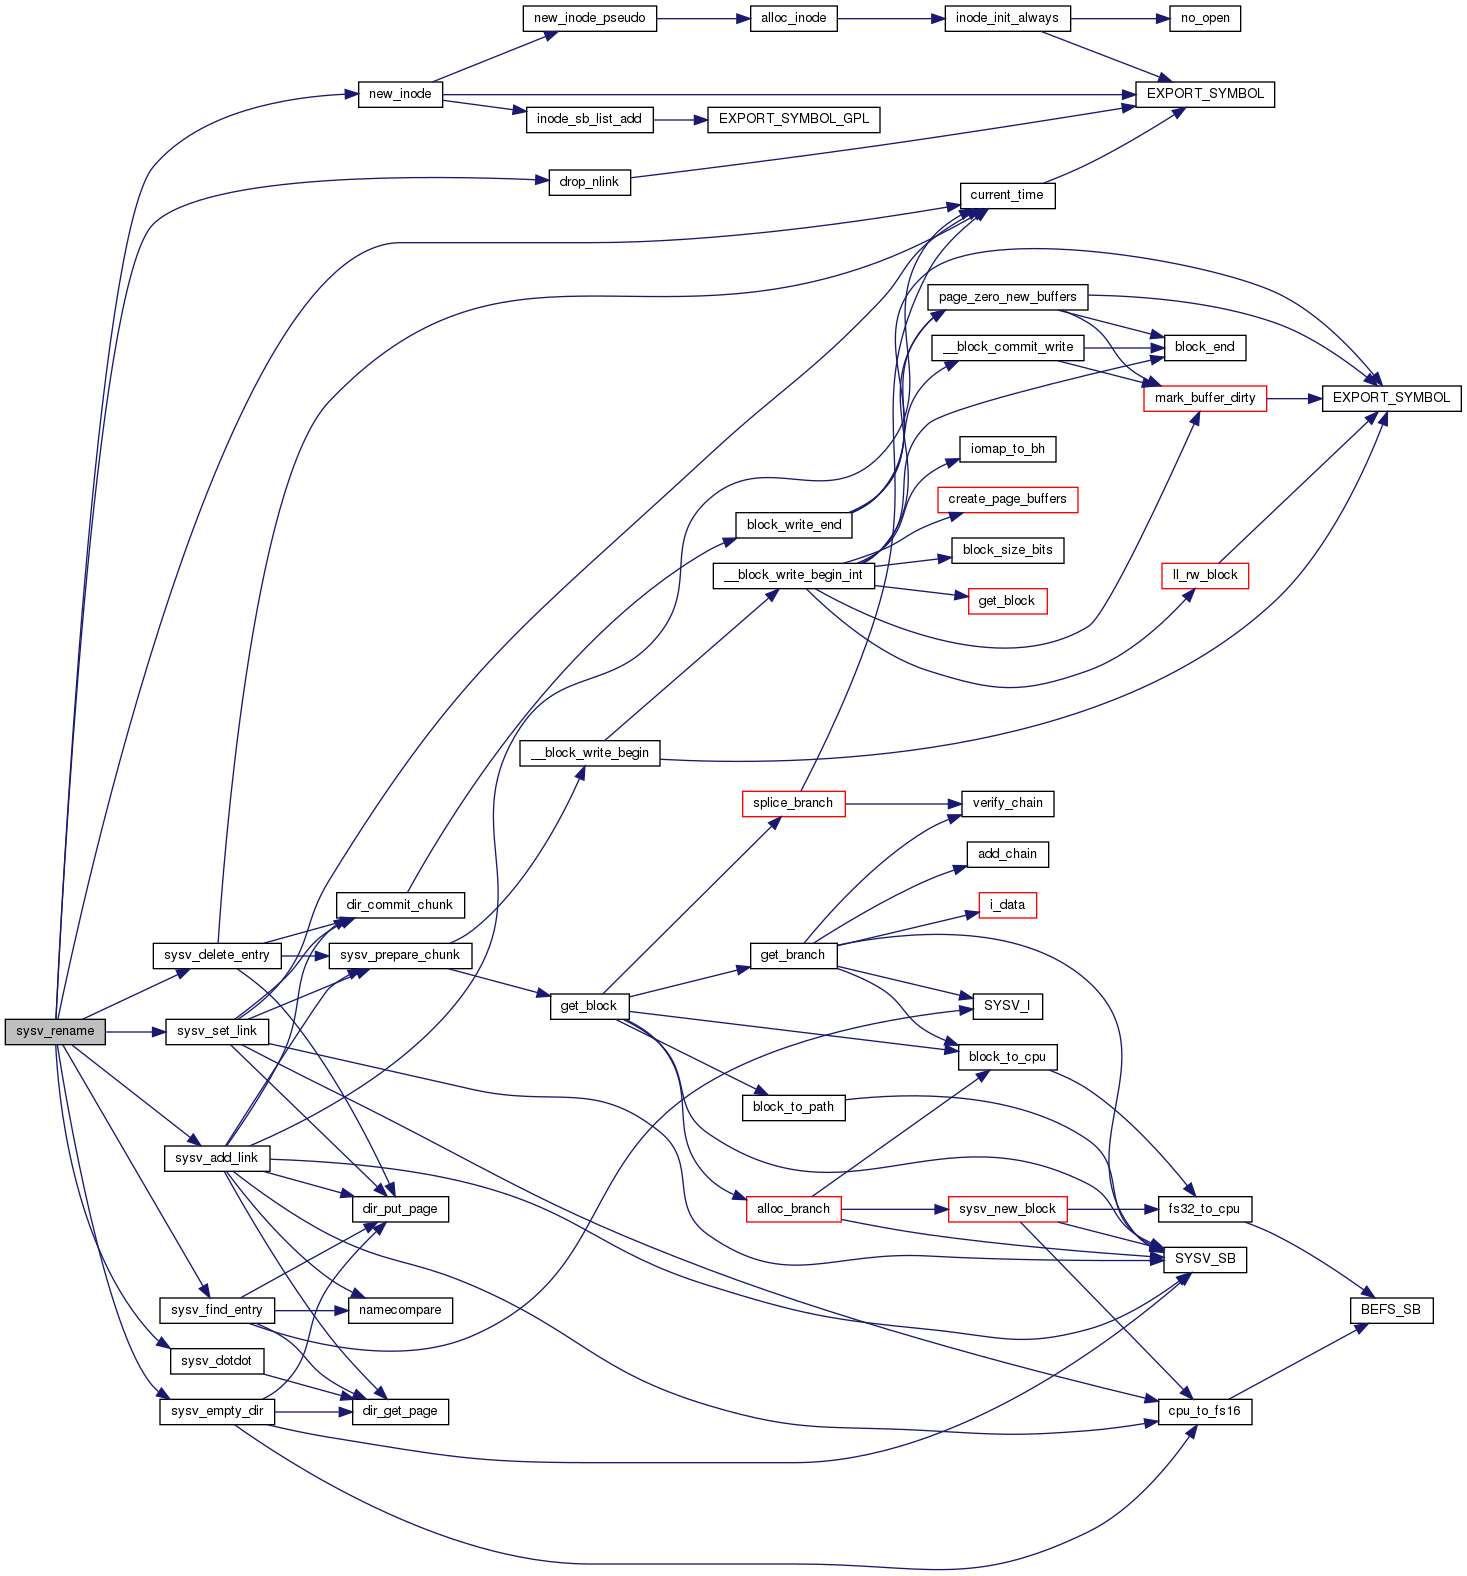 new_inode_pseudo
alloc_inode
inode_init_always
no_open
new_inode
EXPORT_SYMBOL
inode_sb_list_add
EXPORT_SYMBOL_GPL
drop_nlink
current_time
page_zero_new_buffers
__block_commit_write
block_end
mark_buffer_dirty
EXPORT_SYMBOL
iomap_to_bh
create_page_buffers
block_write_end
block_size_bits
__block_write_begin_int
ll_rw_block
get_block
__block_write_begin
splice_branch
verify_chain
add_chain
dir_commit_chunk
i_data
sysv_delete_entry
sysv_prepare_chunk
get_branch
get_block
SYSV_I
sysv_rename
sysv_set_link
block_to_cpu
block_to_path
sysv_add_link
dir_put_page
alloc_branch
sysv_new_block
fs32_to_cpu
SYSV_SB
sysv_find_entry
namecompare
BEFS_SB
sysv_dotdot
sysv_empty_dir
dir_get_page
cpu_to_fs16